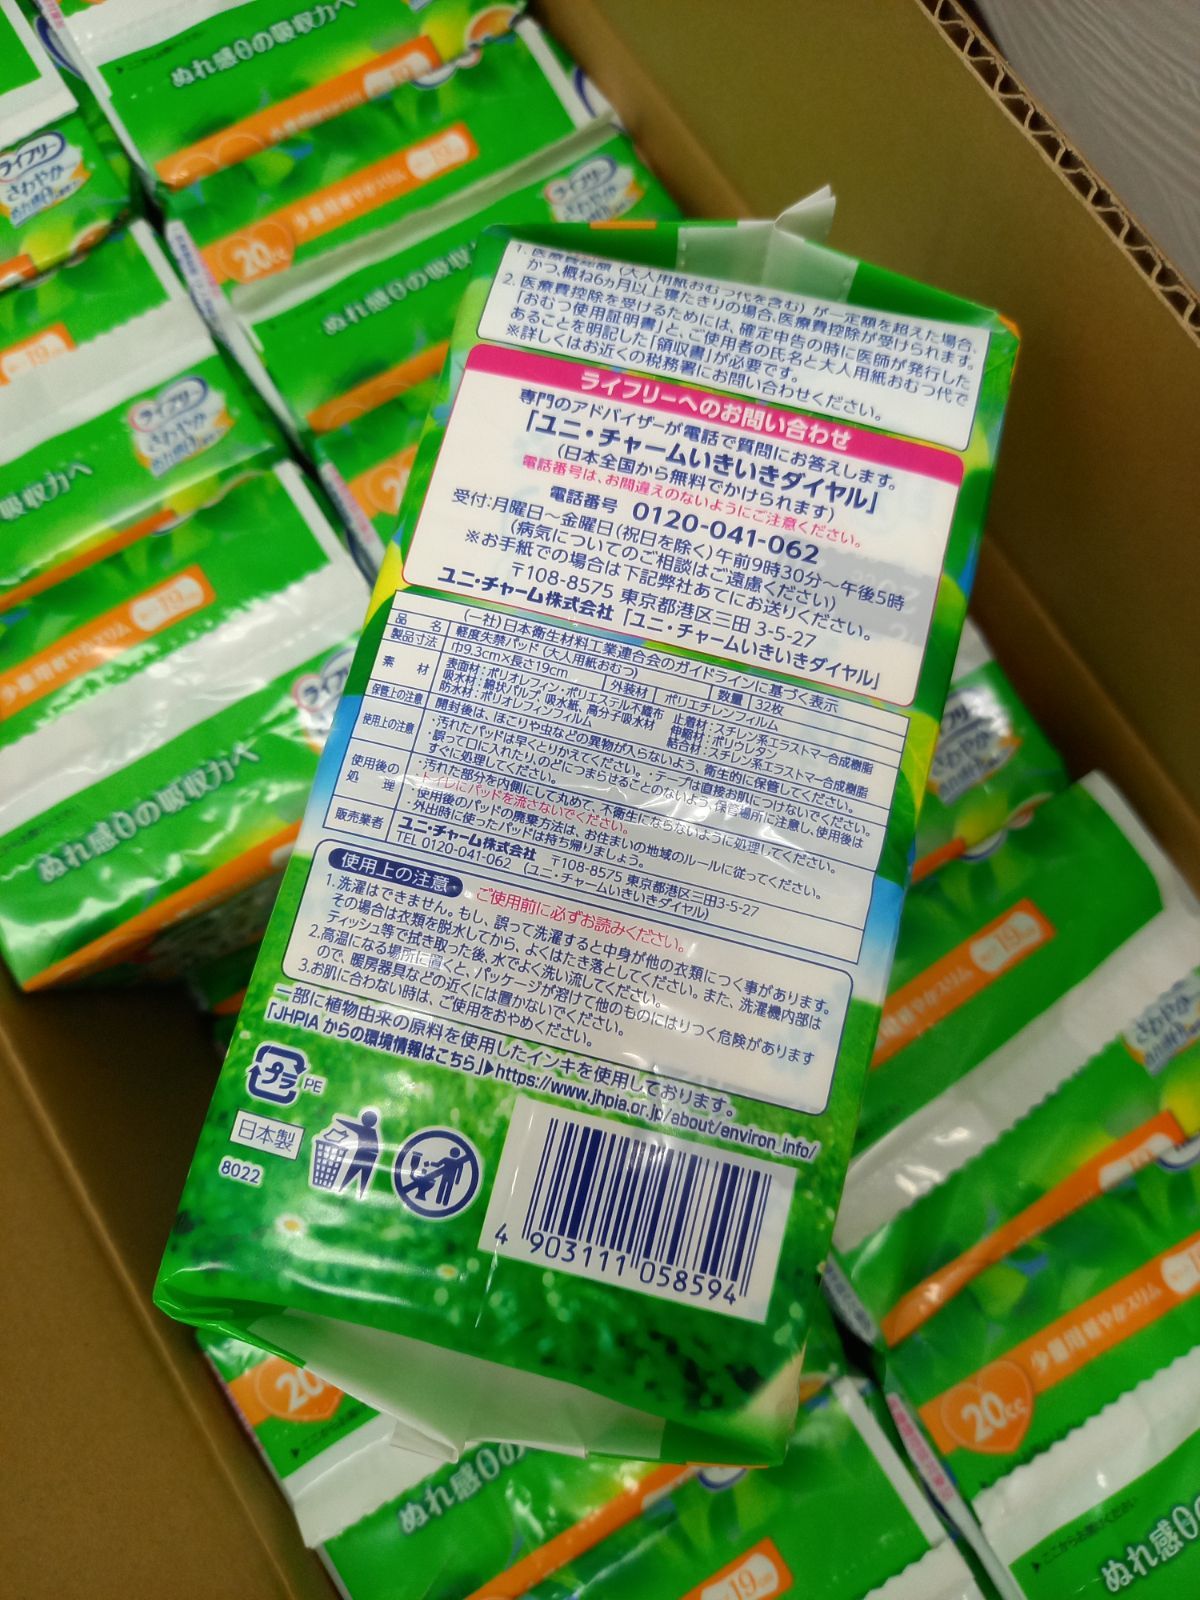 1. 医療費総額 (大人用紙おむつ代を含む) が一定額を超えた場合、
かつ、概ね6ヵ月以上寝たきりの場合、医療費控除が受けられます。
2. 医療費控除を受けるためには、確定申告の時に医師が発行した
「おむつ使用証明書」と、ご使用者の氏名と大人用紙おむつ代で
あることを明記した「領収書」が必要です。
※詳しくはお近くの税務署にお問い合わせください。
ライフリーへのお問い合わせ
専門のアドバイザーが電話で質問にお答えします。
「ユニ・チャームいきいきダイヤル」
(日本全国から無料でかけられます)
電話番号は、お間違えのないようにご注意ください。
電話番号 0120-041-062
受付:月曜日～金曜日(祝日を除く)午前9時30分～午後5時
(病気についてのご相談はご遠慮ください)
※お手紙での場合は下記弊社あてにお送りください。
〒108-8575 東京都港区三田 3-5-27
ユニ・チャーム株式会社 「ユニ・チャームいきいきダイヤル」
(一社)日本衛生材料工業連合会のガイドラインに基づく表示
品名 軽度失禁パッド (大人用紙おむつ)
製品寸法 巾9.3cm×長さ19cm 外装材 ポリエチレンフィルム 数量 32枚
素材 表面材:ポリオレフィン・ポリエステル不織布 止着材:スチレン系エラストマー合成樹脂
吸水材:綿状パルプ、吸水紙、高分子吸水材 伸縮材:ポリウレタン
防水材:ポリオレフィンフィルム 結合材:スチレン系エラストマー合成樹脂
保管上の注意 開封後は、ほこりや虫などの異物が入らないよう、衛生的に保管してください。
使用上の注意 ・汚れたパッドは早くとりかえてください。・テープは直接お肌につけないでください。
・誤って口に入れたり、のどにつまらせることのないよう、保管場所に注意し、使用後は
すぐに処理してください。
使用後の処理 ・汚れた部分を内側にして丸めて、不衛生にならないように処理してください。
・トイレにパッドを流さないでください。
・使用後のパッドの廃棄方法は、お住まいの地域のルールに従ってください。
・外出時に使ったパッドは持ち帰りましょう。
販売業者 ユニ・チャーム株式会社 〒108-8575 東京都港区三田3-5-27
TEL 0120-041-062 (ユニ・チャームいきいきダイヤル)
使用上の注意 ご使用前に必ずお読みください。
1.洗濯はできません。もし、誤って洗濯すると中身が他の衣類につく事があります。
その場合は衣類を脱水してから、よくはたき落としてください。また、洗濯機内部は
ティッシュ等で拭き取った後、水でよく洗い流してください。
2.高温になる場所に置くと、パッケージが溶けて他のものにはりつく危険があります
ので、暖房器具などの近くには置かないでください。
3.お肌に合わない時は、ご使用をおやめください。
一部に植物由来の原料を使用したインキを使用しております。
「JHPIA からの環境情報はこちら」▶https://www.jhpia.or.jp/about/environ_info/
プラ PE
日本製
8022
4 903111 058594
ぬれ感0の吸収力へ
少量用軽やかスリム
19cm
20cc
ライフリー
さわやか